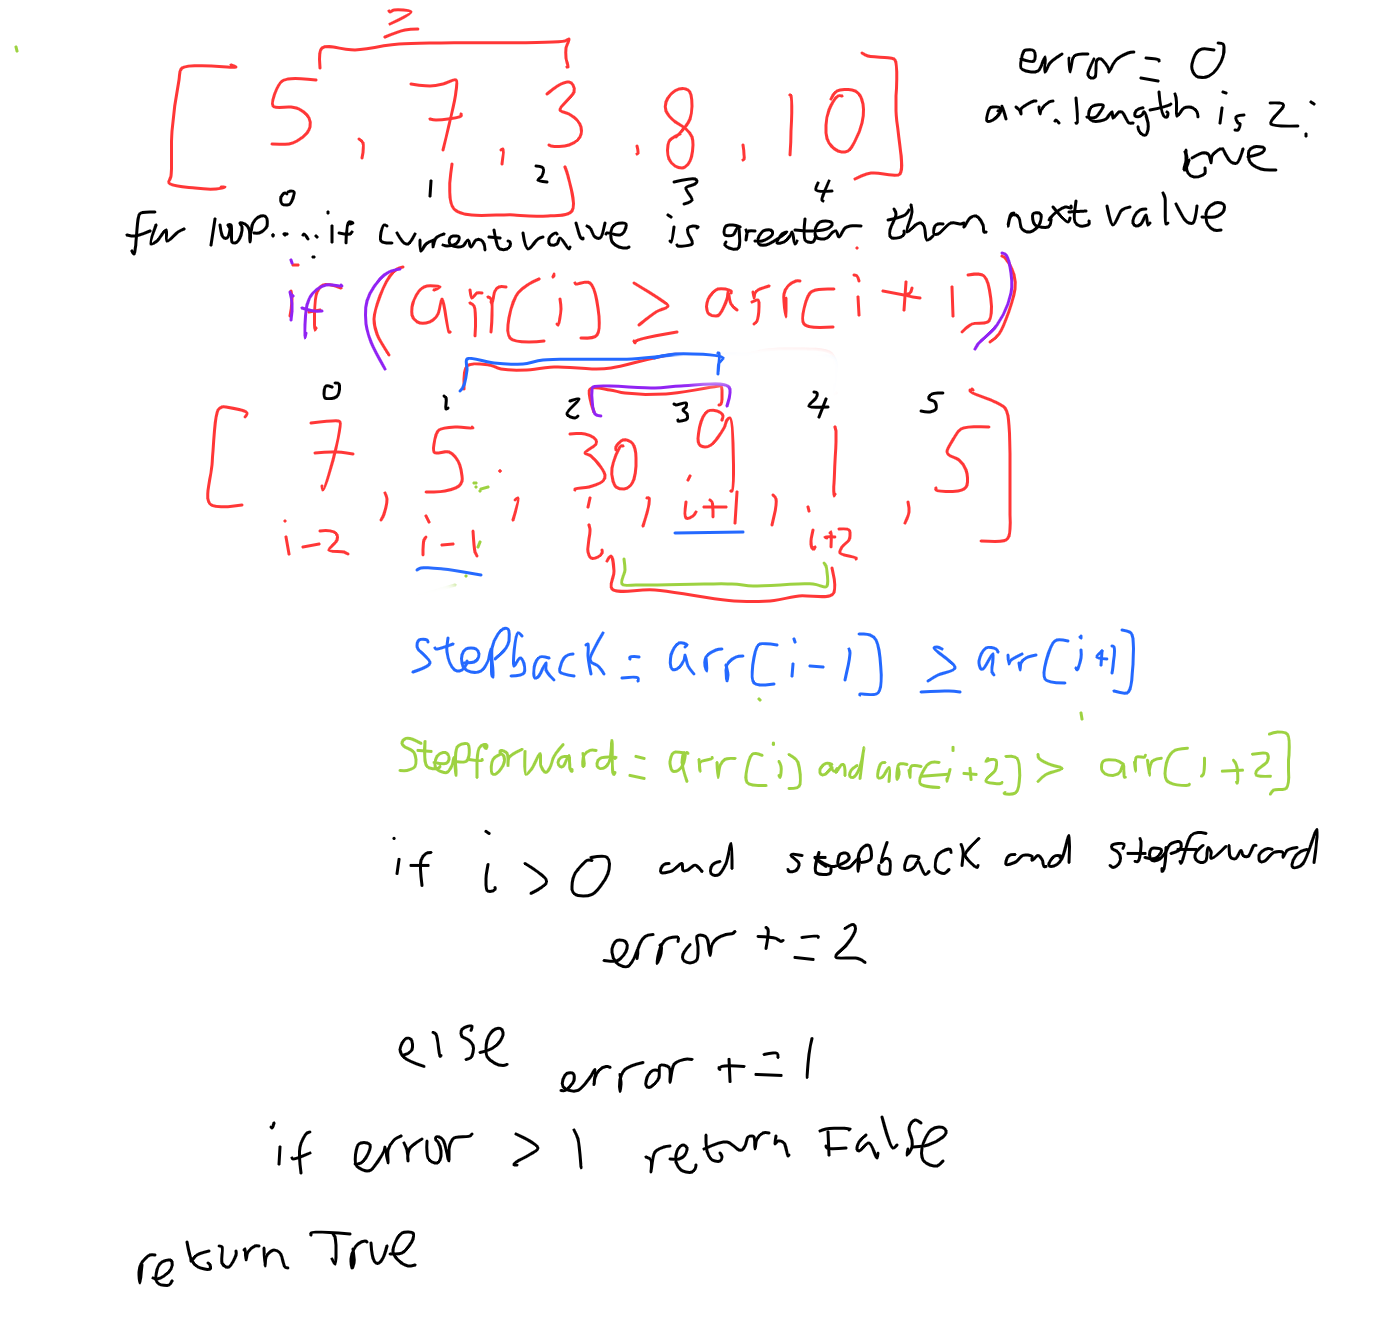 ≥
[ 5 , 7 , 3 , 8 , 10 ]
0 1 2 3 4
error = 0
arr.length is 2:
true
for loop.....if current value is greater than next value
if (arr[i] ≥ arr[i+1])
0 1 2 3 4 5
[ 7 , 5 , 30 , 9 , 1 , 5 ]
i-2 i-1 i i+1 i+2
stepback = arr[i-1] ≥ arr[i+1]
stepforward = arr[i] and arr[i+2] > arr[i+2]
if i > 0 and stepback and stepforward
error += 2
else error += 1
if error > 1 return False
return True